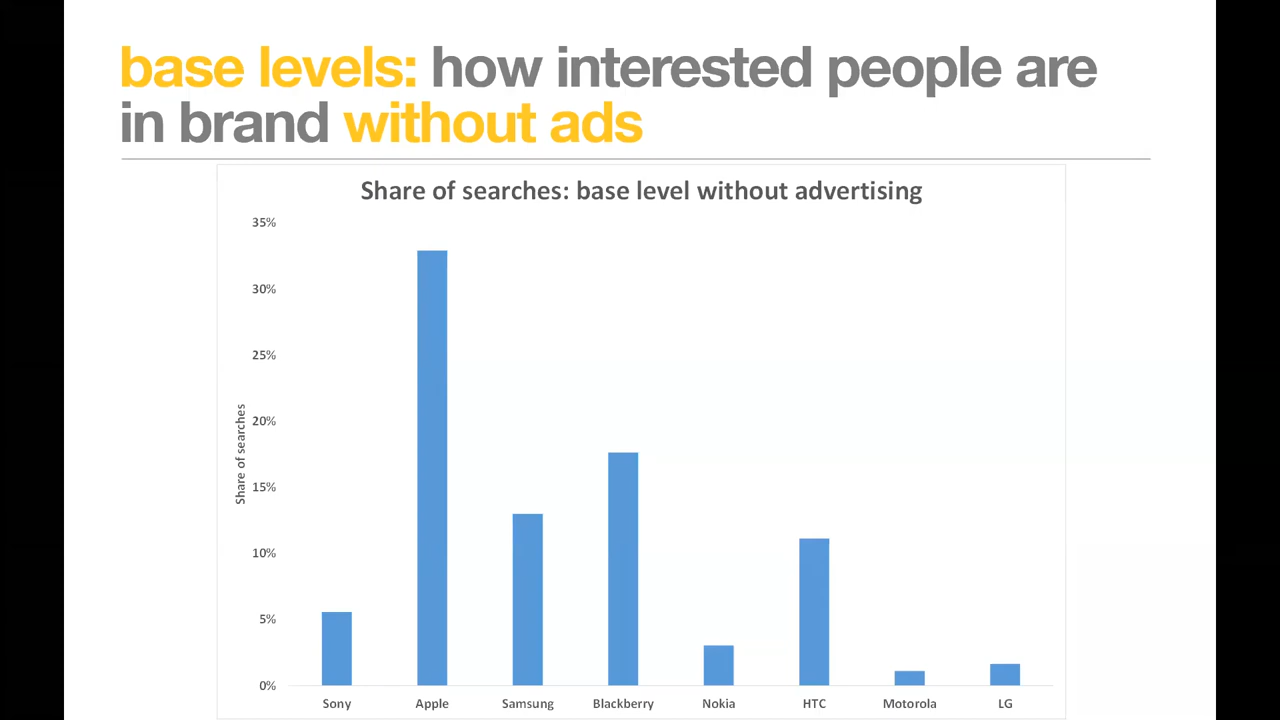 base levels: how interested people are
in brand without ads
Share of searches: base level without advertising
35%
30%
25%
20%
15%
10%
5%
0%
Share of searches
Sony Apple Samsung Blackberry Nokia HTC Motorola LG